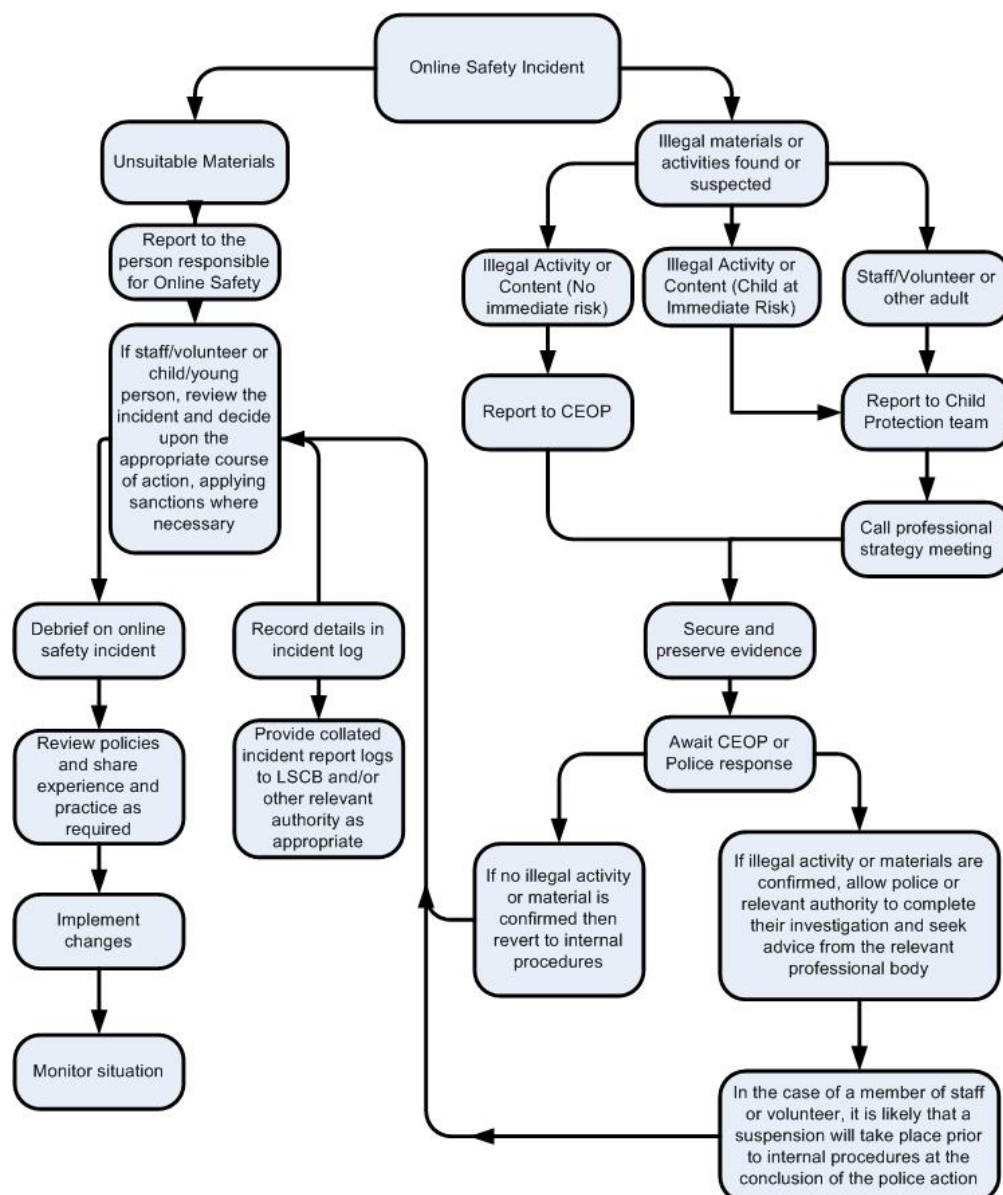 Online Safety Incident
Unsuitable Materials
Report to the
person responsible
for Online Safety
If staff/volunteer or
child/young
person, review the
incident and decide
upon the
appropriate course
of action, applying
sanctions where
necessary
Debrief on online
safety incident
Review policies
and share
experience and
practice as
required
Implement
changes
Monitor situation
Record details in
incident log
Provide collated
incident report logs
to LSCB and/or
other relevant
authority as
appropriate
Illegal materials or
activities found or
suspected
Illegal Activity or
Content (No
immediate risk)
Illegal Activity or
Content (Child at
Immediate Risk)
Staff/Volunteer or
other adult
Report to CEOP
Report to Child
Protection team
Call professional
strategy meeting
Secure and
preserve evidence
Await CEOP or
Police response
If no illegal activity
or material is
confirmed then
revert to internal
procedures
If illegal activity or materials are
confirmed, allow police or
relevant authority to complete
their investigation and seek
advice from the relevant
professional body
In the case of a member of staff
or volunteer, it is likely that a
suspension will take place prior
to internal procedures at the
conclusion of the police action